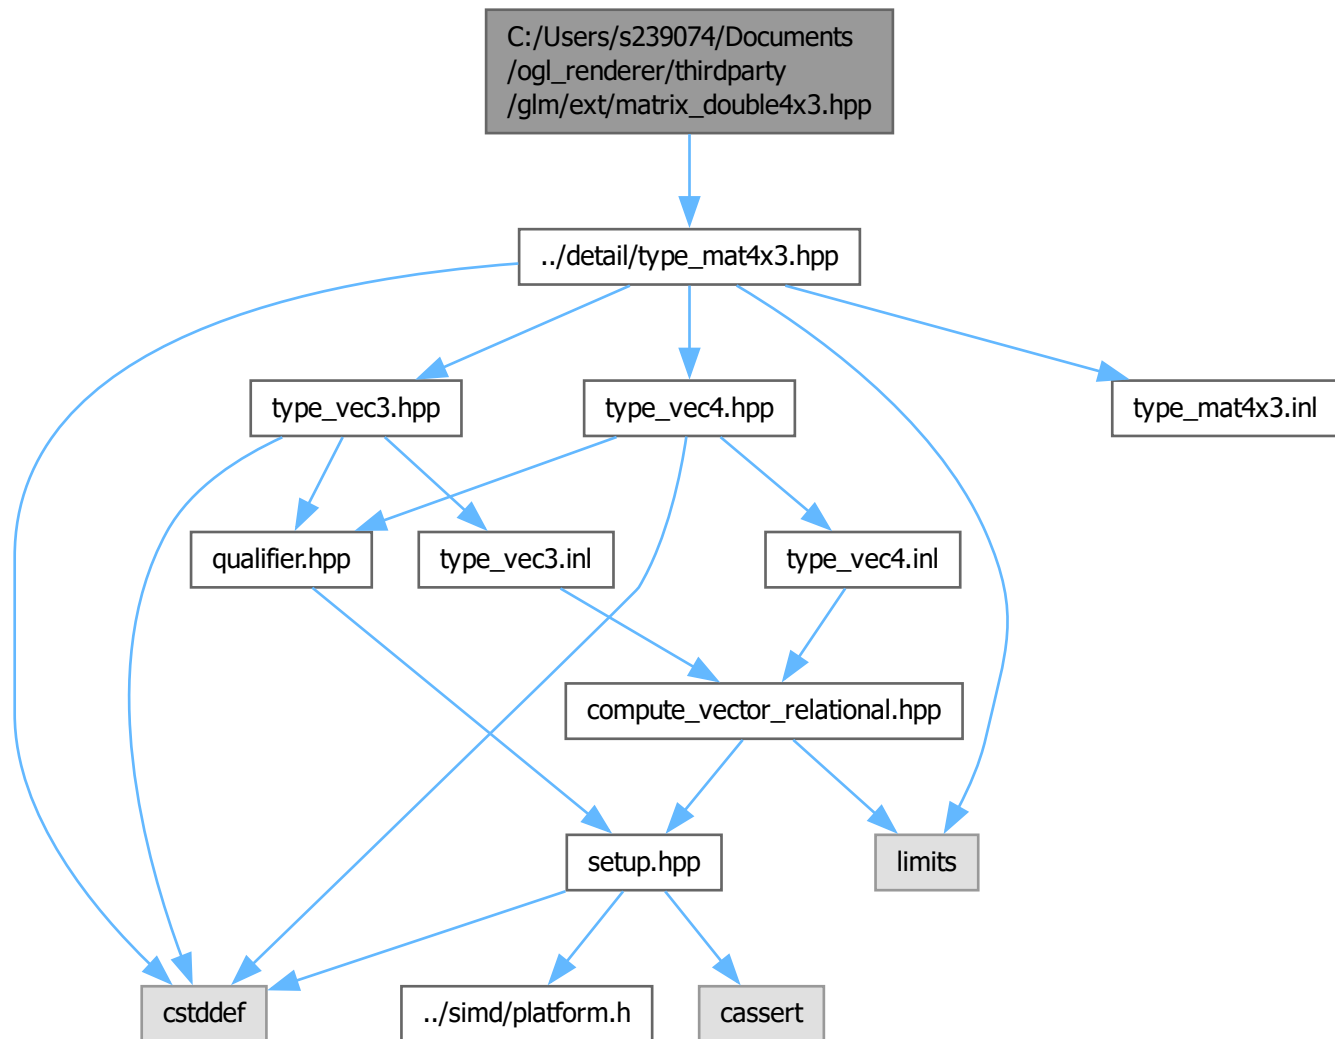 C:/Users/s239074/Documents
/ogl_renderer/thirdparty
/glm/ext/matrix_double4x3.hpp
../detail/type_mat4x3.hpp
type_vec3.hpp
type_vec4.hpp
type_mat4x3.inl
qualifier.hpp
type_vec3.inl
type_vec4.inl
compute_vector_relational.hpp
setup.hpp
limits
cstddef
../simd/platform.h
cassert